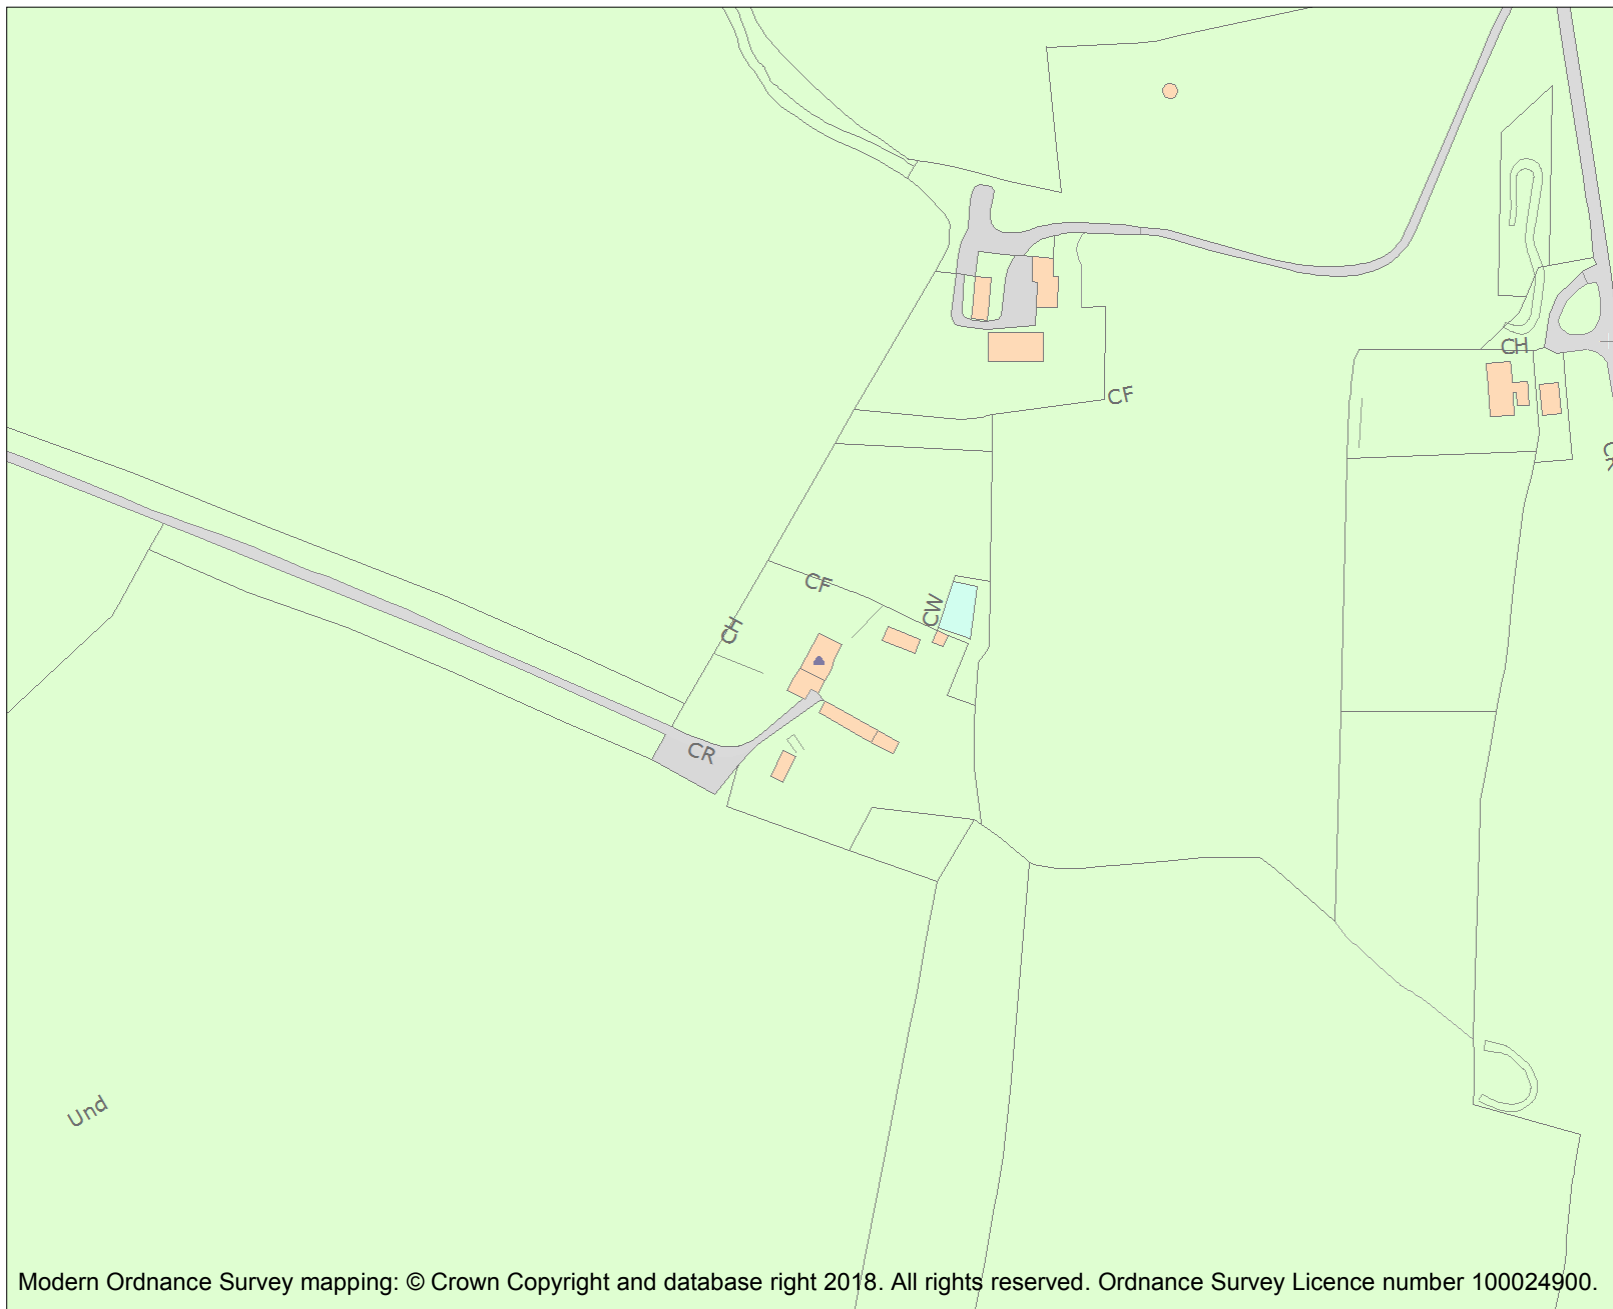 CH
CF
CF
CW
CH
CR
Und
Modern Ordnance Survey mapping: © Crown Copyright and database right 2018. All rights reserved. Ordnance Survey Licence number 100024900.